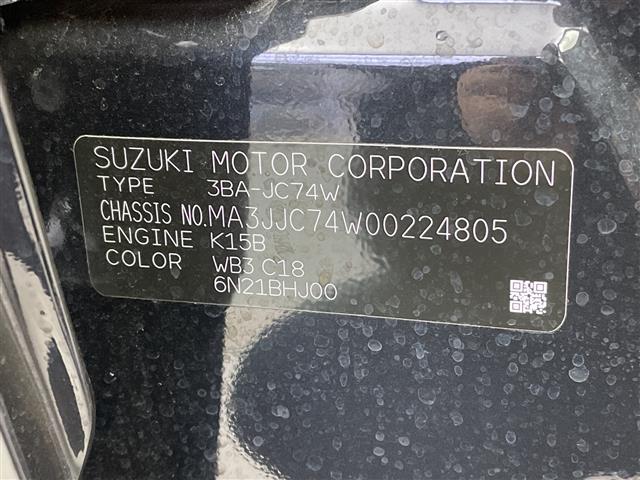 SUZUKI MOTOR CORPORATION
TYPE 3BA-JC74W
CHASSIS NO.MA3JJC74W00224805
ENGINE K15B
COLOR WB3 C18
6N21BHJ00